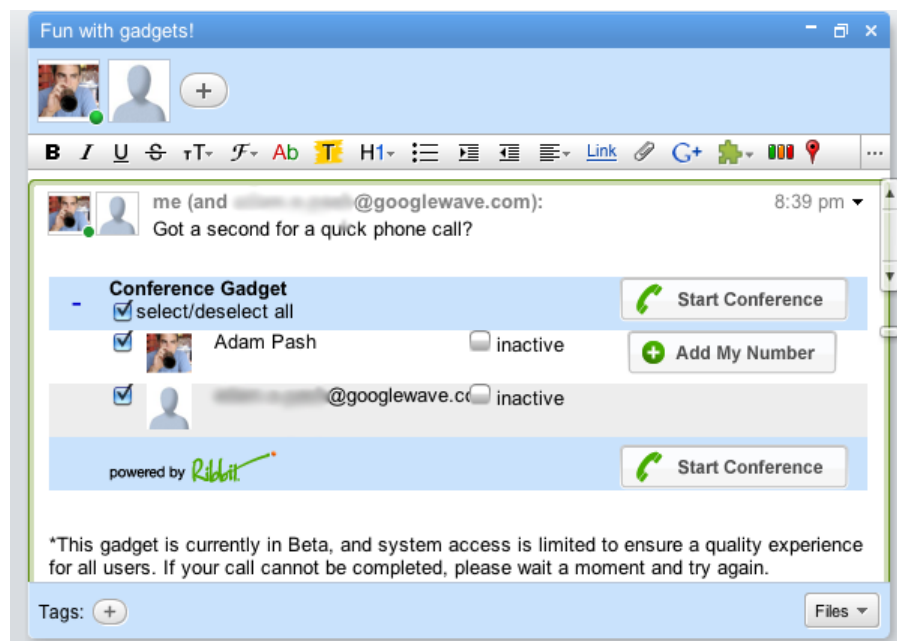 Fun with gadgets!
B I U S TT F Ab T H1 Link G+ ...
me (and @googlewave.com): 8:39 pm
Got a second for a quick phone call?
Conference Gadget
- select/deselect all Start Conference
Adam Pash inactive Add My Number
@googlewave.co inactive
powered by Ribbit Start Conference
*This gadget is currently in Beta, and system access is limited to ensure a quality experience
for all users. If your call cannot be completed, please wait a moment and try again.
Tags: + Files